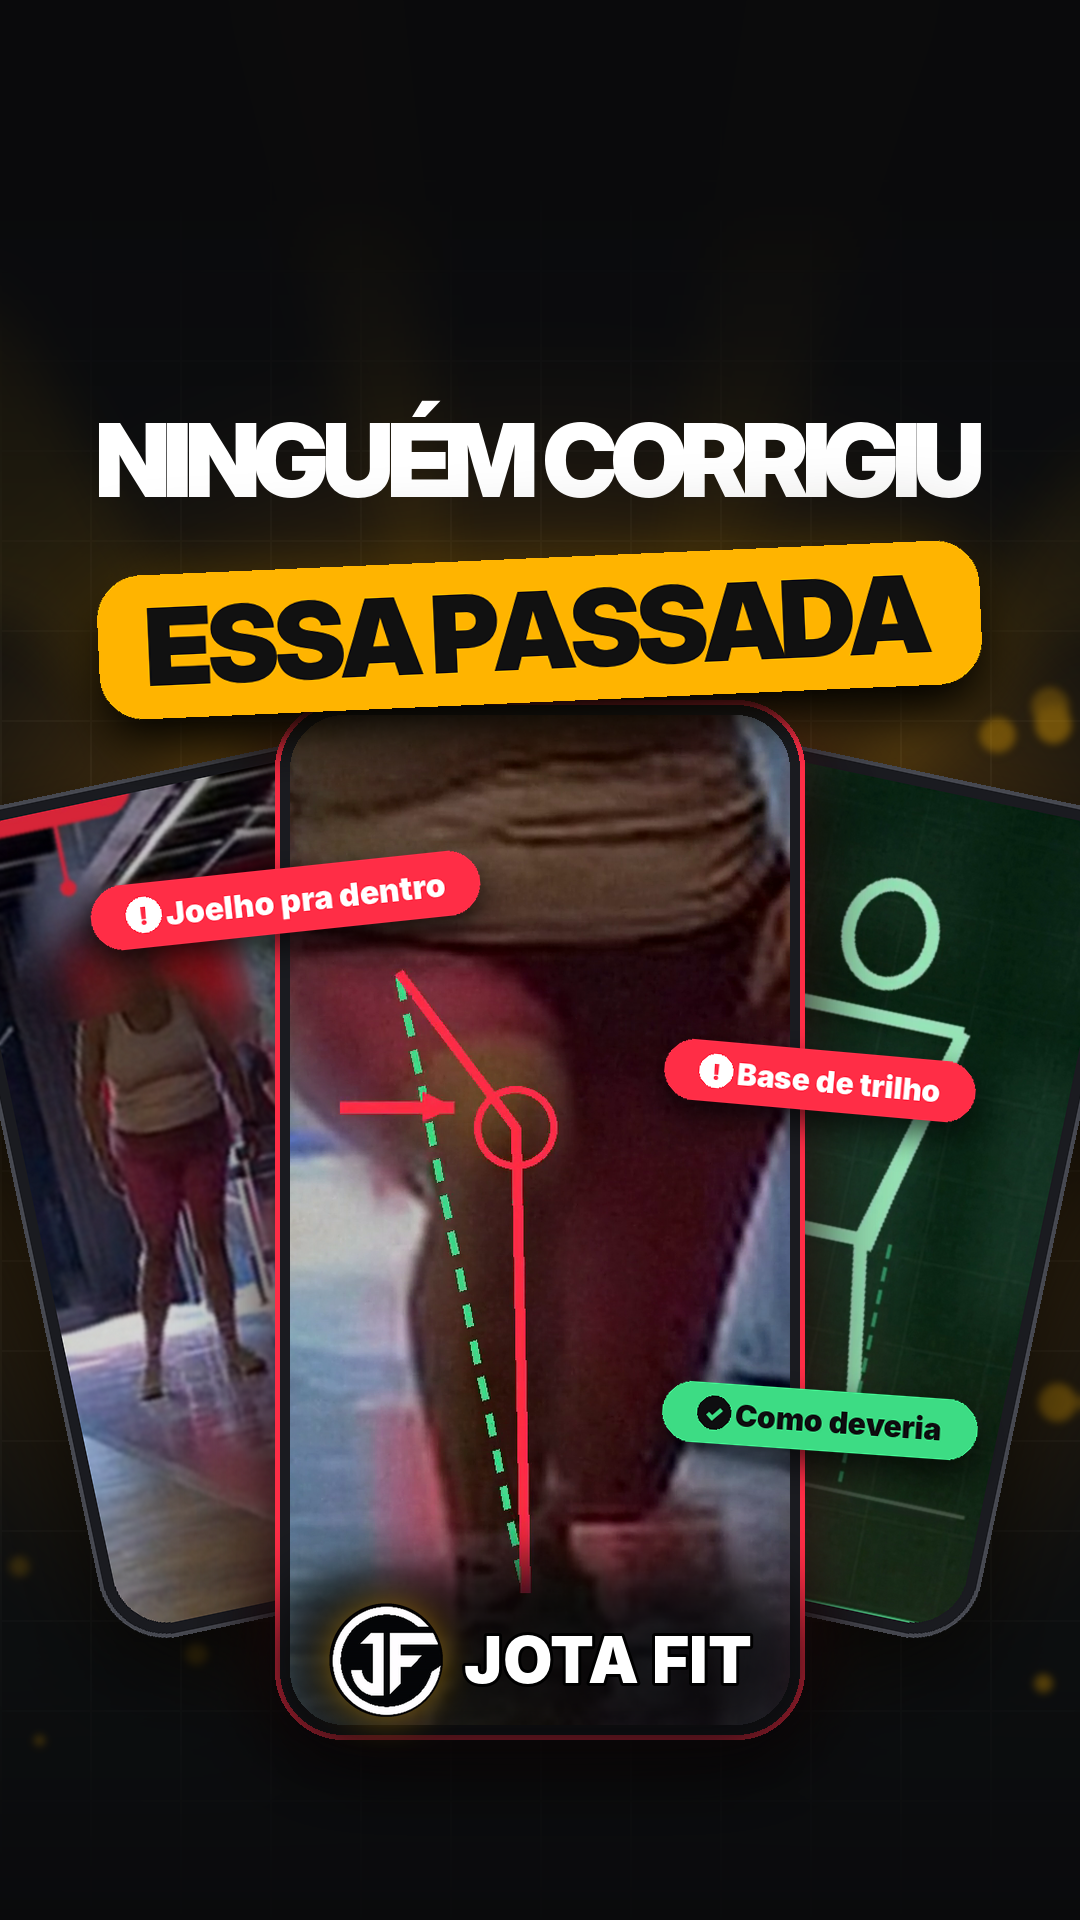 NINGUÉM CORRIGIU
ESSA PASSADA
! Joelho pra dentro
! Base de trilho
Como deveria
JF JOTA FIT